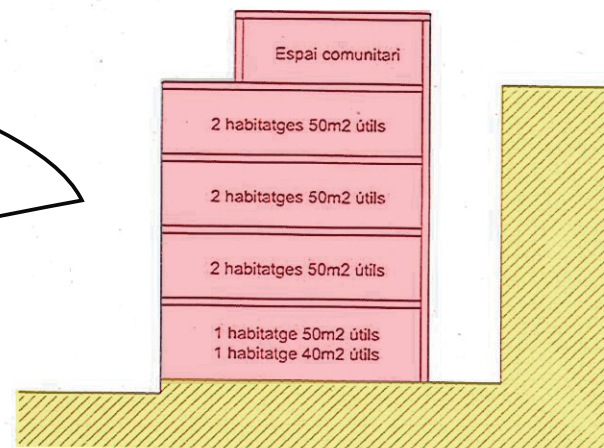 Espai comunitari
2 habitatges 50m2 útils
2 habitatges 50m2 útils
2 habitatges 50m2 útils
1 habitatge 50m2 útils
1 habitatge 40m2 útils